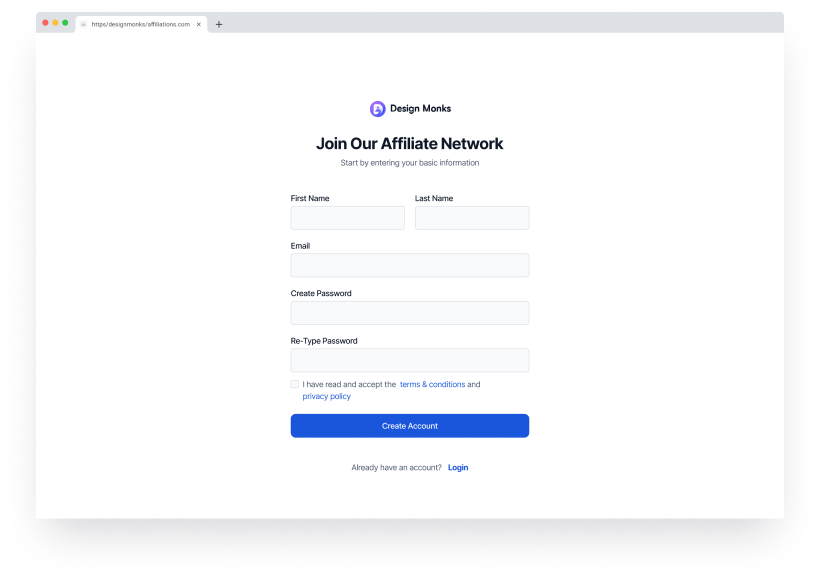 https/designmonks/affiliations.com
Design Monks
Join Our Affiliate Network
Start by entering your basic information
First Name
Last Name
Email
Create Password
Re-Type Password
I have read and accept the terms & conditions and
privacy policy
Create Account
Already have an account? Login